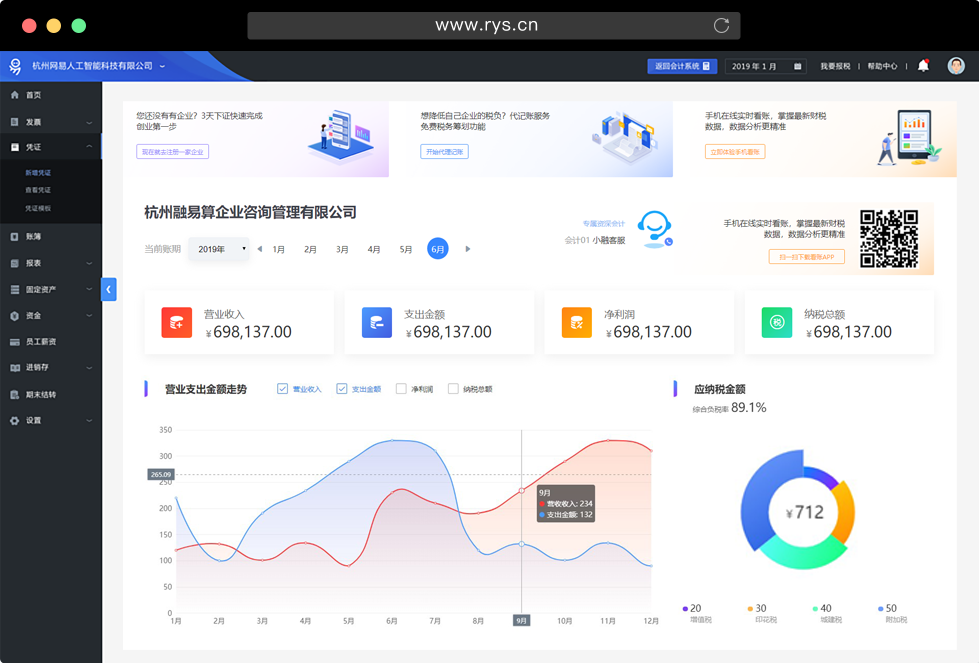 www.rys.cn
杭州网易人工智能科技有限公司
返回会计系统
2019 年 1 月
我要报税
帮助中心
首页
发票
凭证
新增凭证
查看凭证
凭证模板
账簿
报表
固定资产
资金
员工薪资
进销存
期末结转
设置
您还没有企业？3天下证快速完成
创业第一步
现在就去注册一家企业
想降低自己企业的税负？代记账服务
免费税务筹划功能
开始代理记账
手机在线实时看账，掌握最新财税
数据，数据分析更精准
立即体验手机看账
杭州融易算企业咨询管理有限公司
当前账期
2019年
1月
2月
3月
4月
5月
6月
专属资深会计
会计01 小融客服
手机在线实时看账，掌握最新财税
数据，数据分析更精准
扫一扫下载看账APP
营业收入
¥698,137.00
支出金额
¥698,137.00
净利润
¥698,137.00
税
纳税总额
¥698,137.00
营业支出金额走势
营业收入
支出金额
净利润
纳税总额
350
300
265.09
250
200
150
100
50
0
9月
营收收入: 234
支出金额: 132
1月
2月
3月
4月
5月
6月
7月
8月
9月
10月
11月
12月
应纳税金额
综合负税率 89.1%
¥712
20
增值税
30
印花税
40
城建税
50
附加税